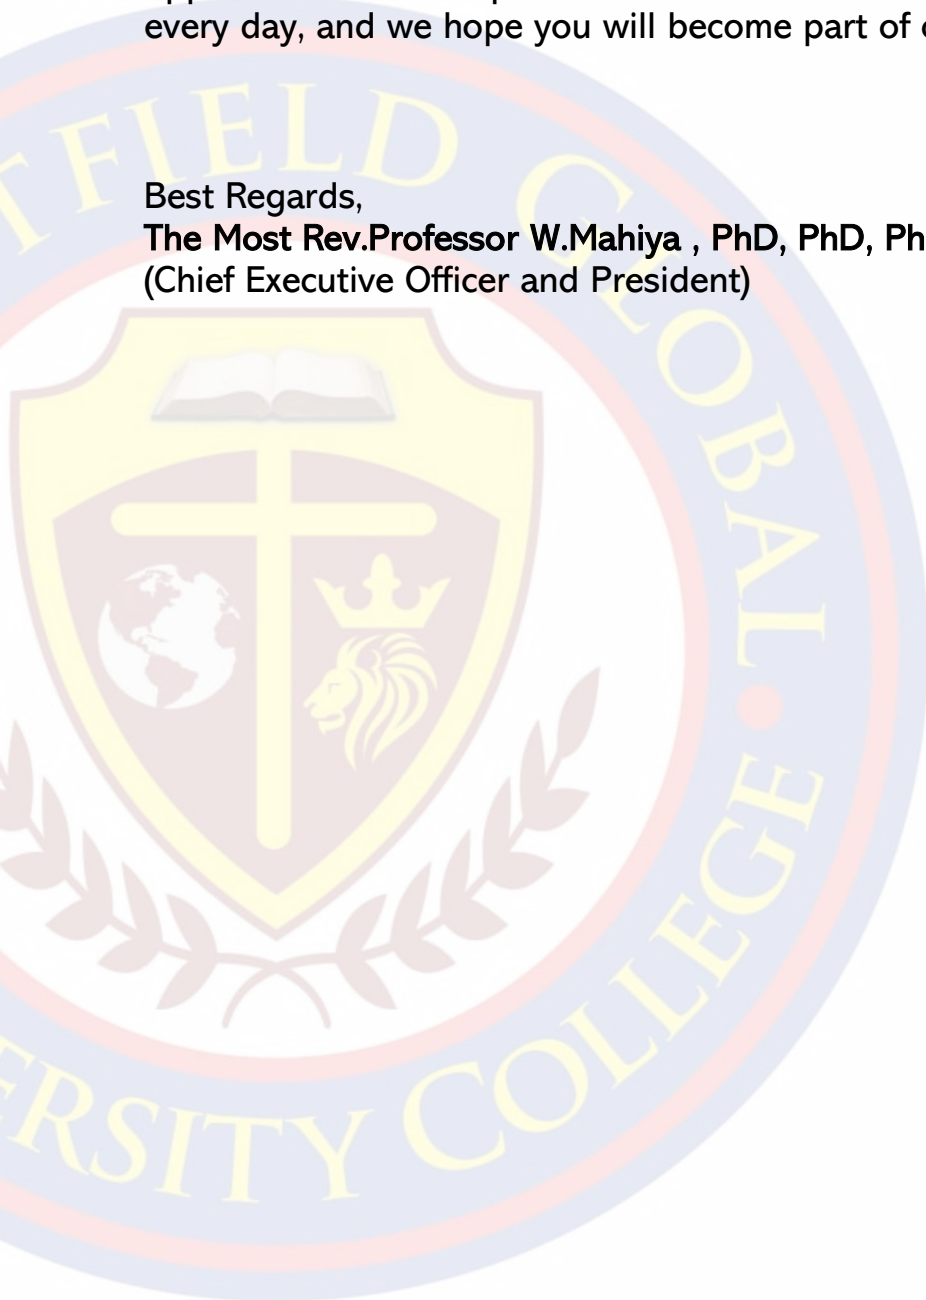 every day, and we hope you will become part of
Best Regards,
The Most Rev.Professor W.Mahiya , PhD, PhD, Ph
(Chief Executive Officer and President)
TFIELD GLOBAL
ERSITY COLLEGE